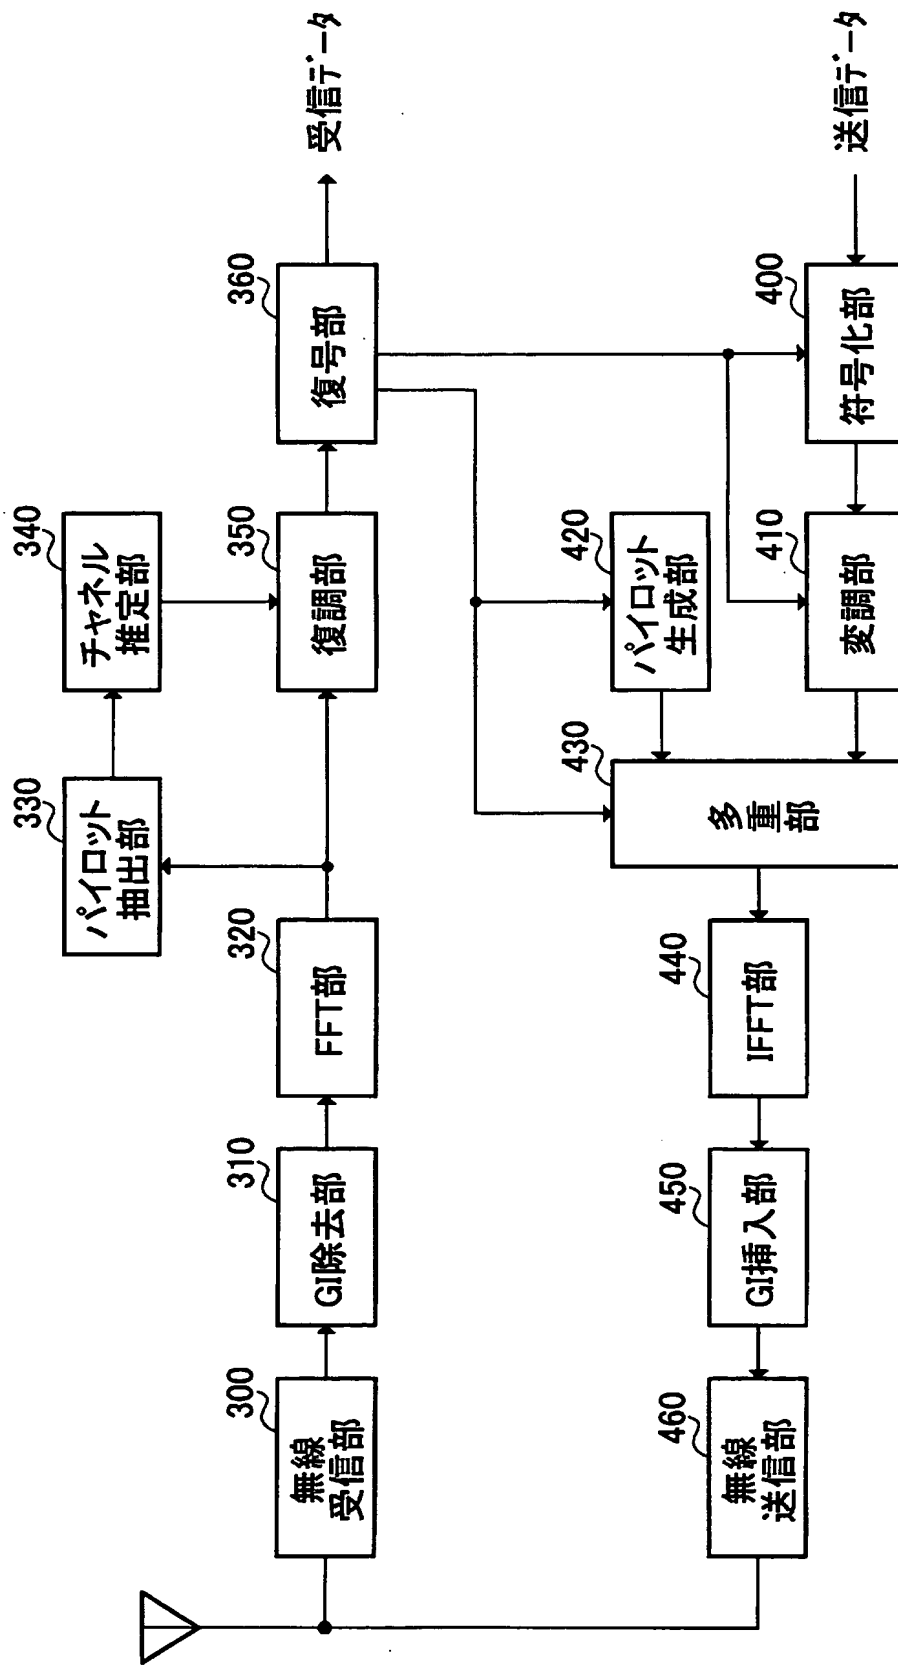 330
パイロット
抽出部
340
チャネル
推定部
300
無線
受信部
310
GI除去部
320
FFT部
350
復調部
360
復号部
受信データ
420
パイロット
生成部
460
無線
送信部
450
GI挿入部
440
IFFT部
430
多重部
410
変調部
400
符号化部
送信データ